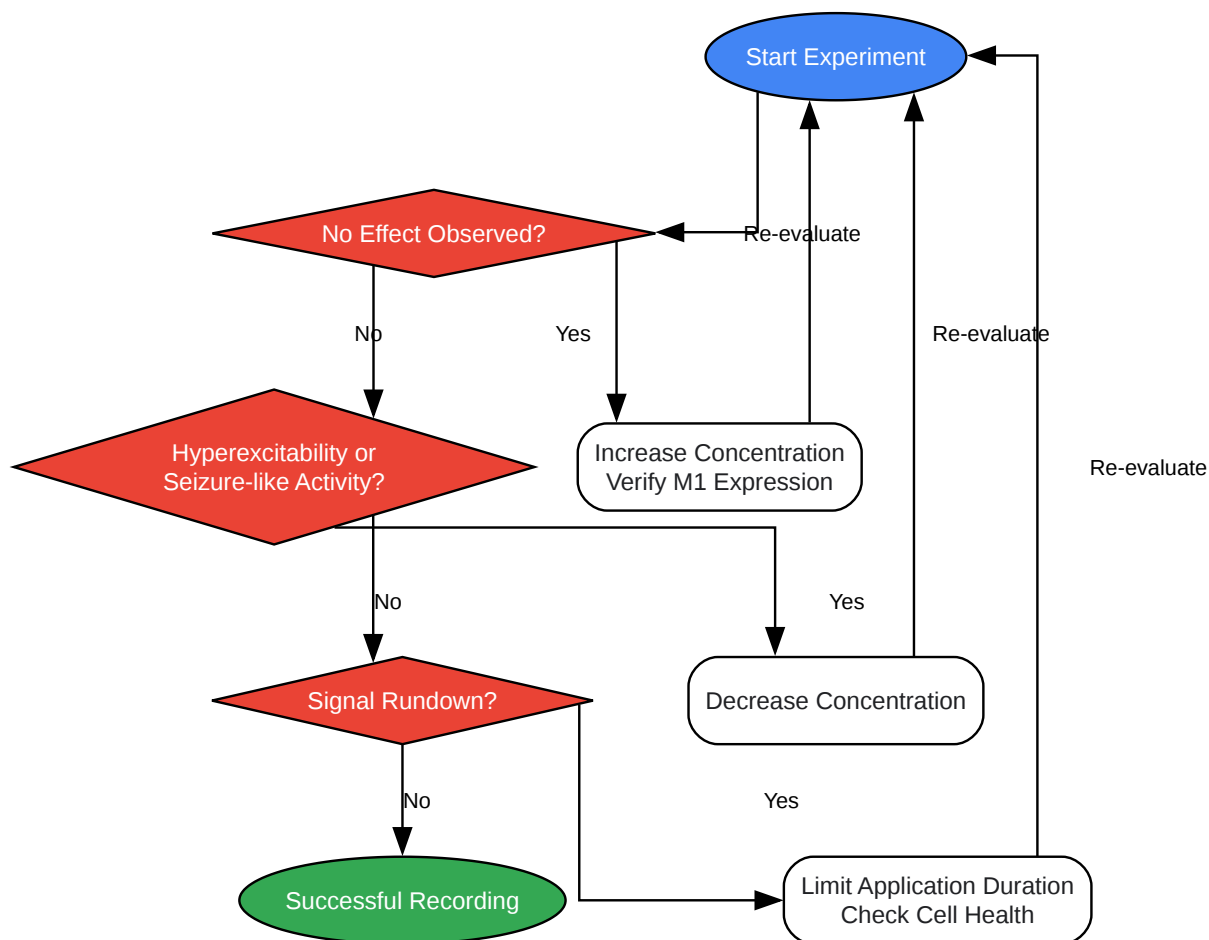 Start Experiment
No Effect Observed?
Re-evaluate
No
Yes
Re-evaluate
Hyperexcitability or
Seizure-like Activity?
Increase Concentration
Verify M1 Expression
Re-evaluate
No
Yes
Signal Rundown?
Decrease Concentration
No
Yes
Successful Recording
Limit Application Duration
Check Cell Health